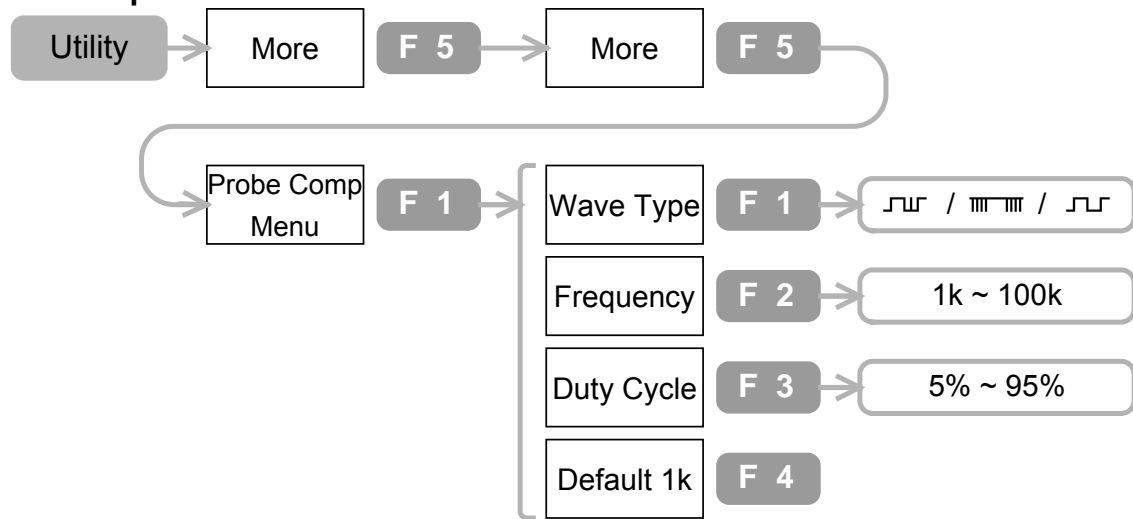 Utility More F 5 More F 5
Probe Comp
Menu
F 1
Wave Type F 1 / /
Frequency F 2 1k ~ 100k
Duty Cycle F 3 5% ~ 95%
Default 1k F 4